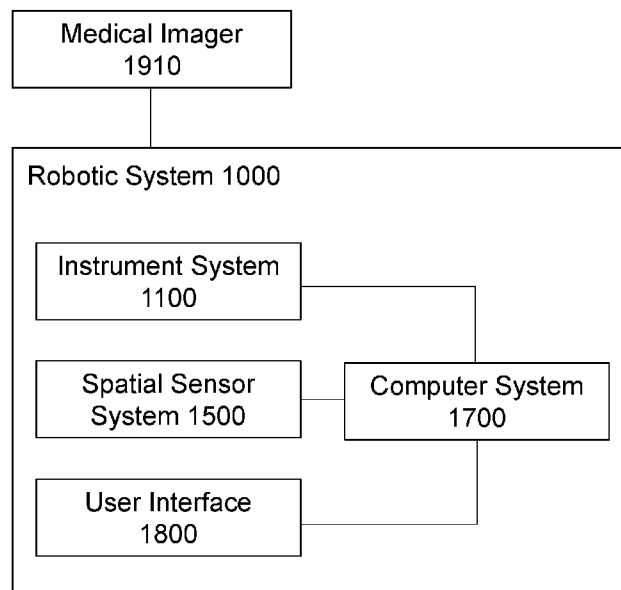 Medical Imager
1910
Robotic System 1000
Instrument System
1100
Spatial Sensor
System 1500
Computer System
1700
User Interface
1800